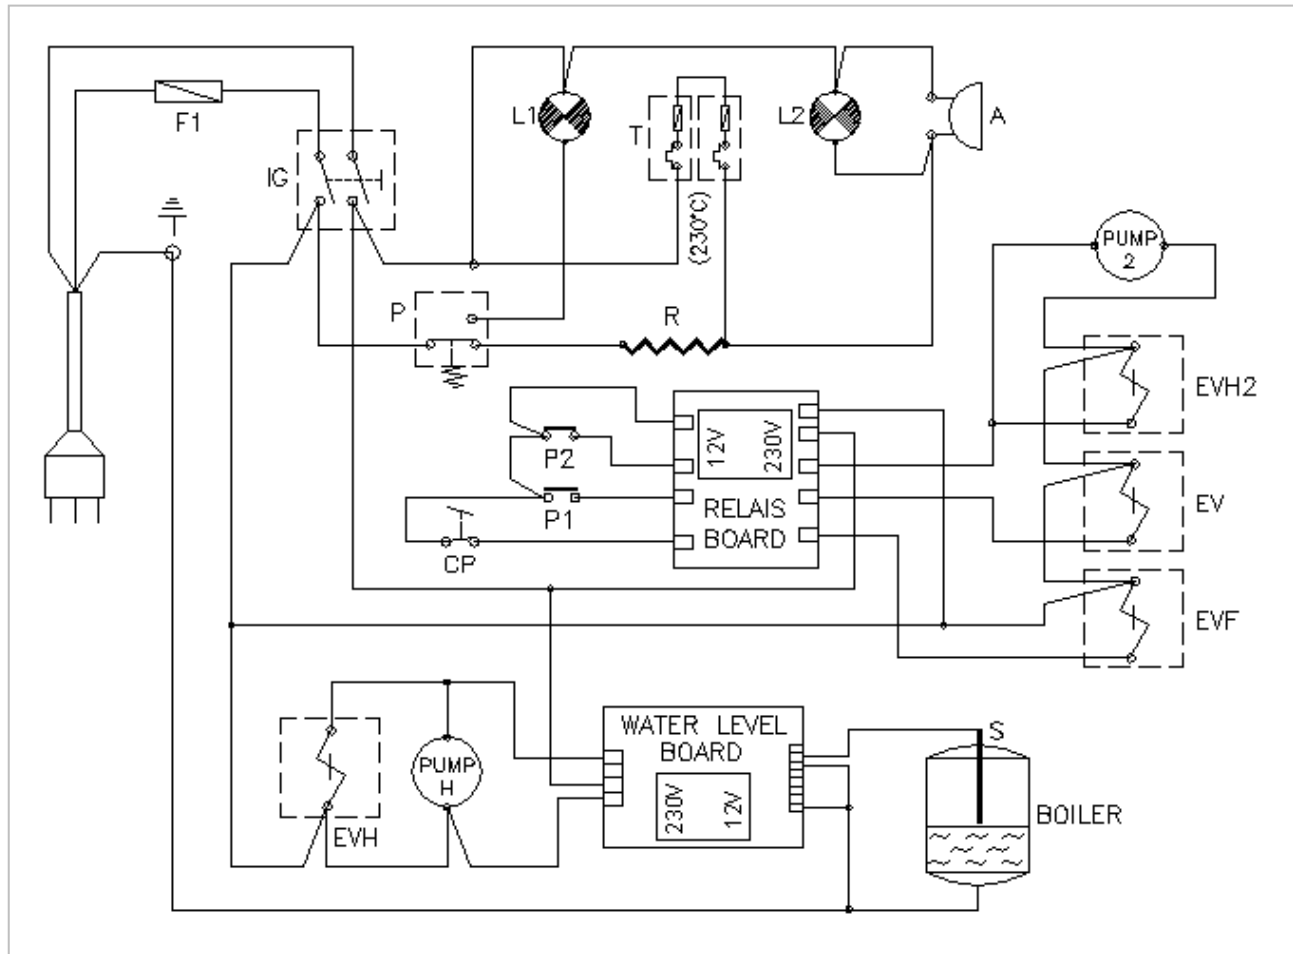 F1
L1
T
L2
A
IG
(230°C)
PUMP
2
P
R
EVH2
12V
230V
P2
EV
RELAIS
BOARD
P1
CP
EVF
WATER LEVEL
BOARD
S
PUMP
H
230V
12V
BOILER
EVH